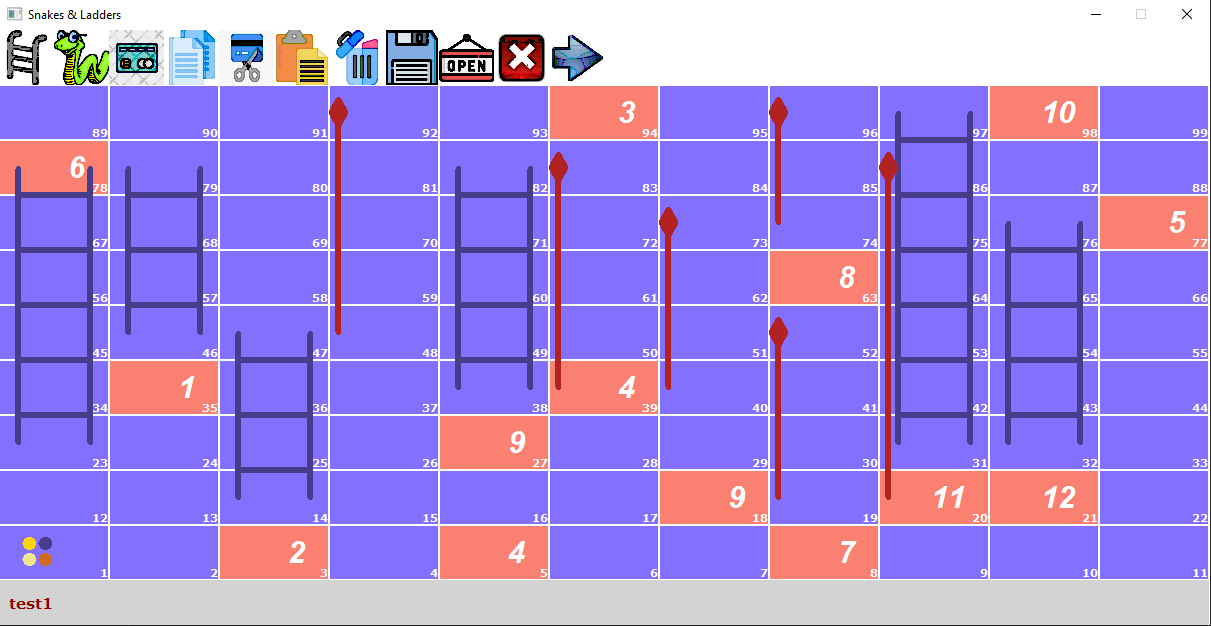 Snakes & Ladders
OPEN
89 90 91 92 93 3 94 95 96 97 10 98 99
6 78 79 80 81 82 83 84 85 86 87 88
67 68 69 70 71 72 73 74 75 76 5 77
56 57 58 59 60 61 62 8 63 64 65 66
45 46 47 48 49 50 51 52 53 54 55
34 1 35 36 37 38 4 39 40 41 42 43 44
23 24 25 26 9 27 28 29 30 31 32 33
12 13 14 15 16 17 9 18 19 11 20 12 21 22
1 2 2 3 4 4 5 6 7 7 8 9 10 11
test1